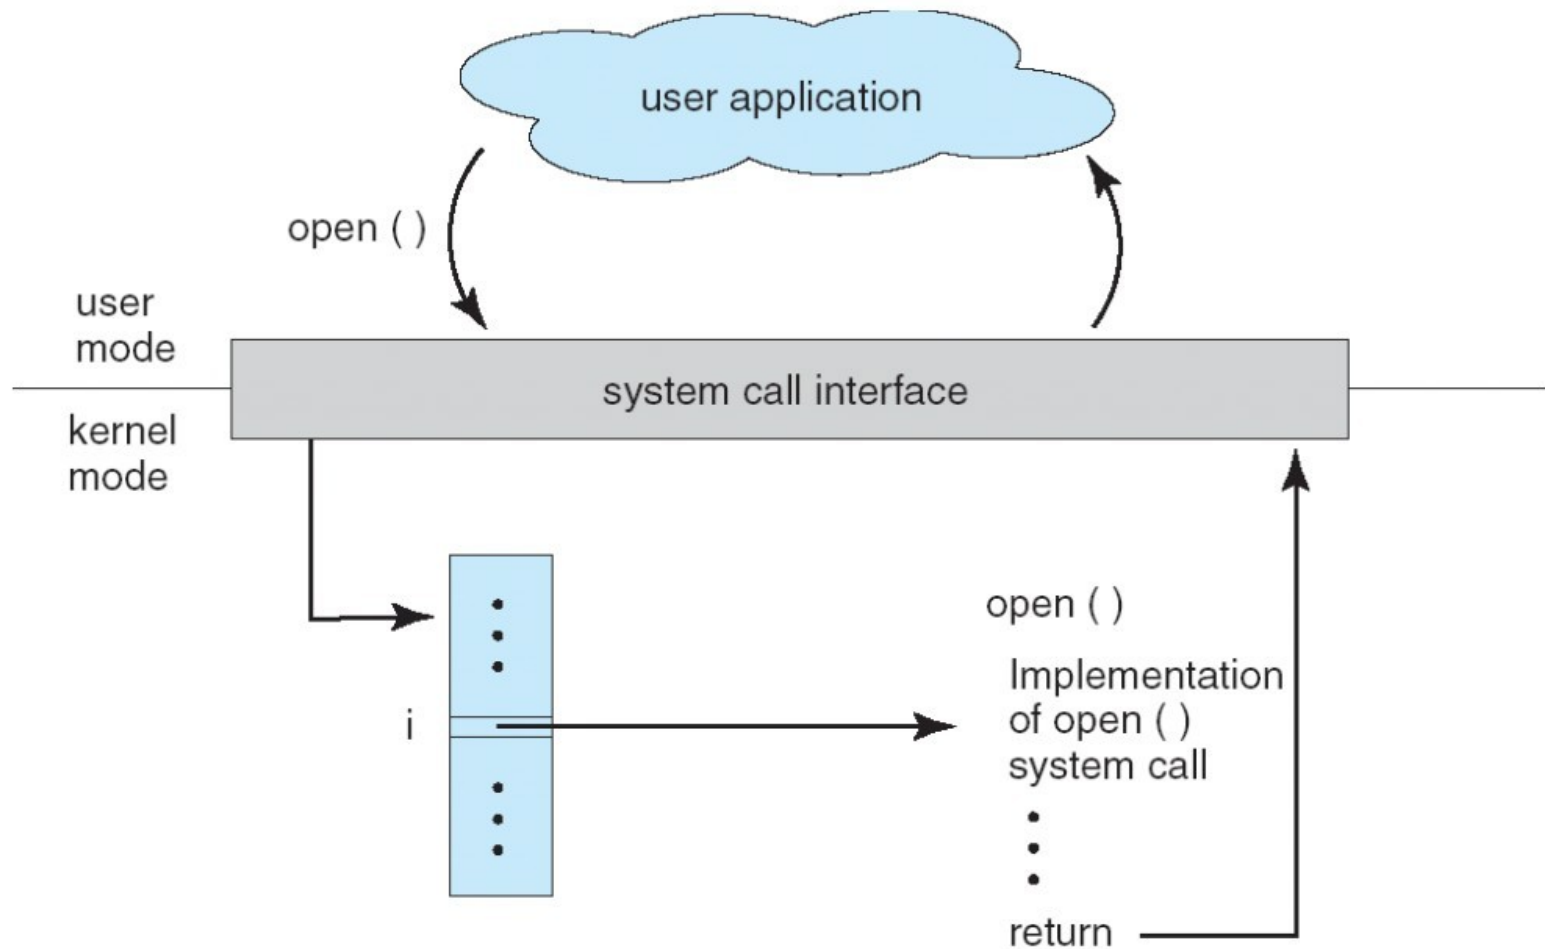 user application
open ( )
user
mode
system call interface
kernel
mode
open ( )
i
Implementation
of open ( )
system call
return